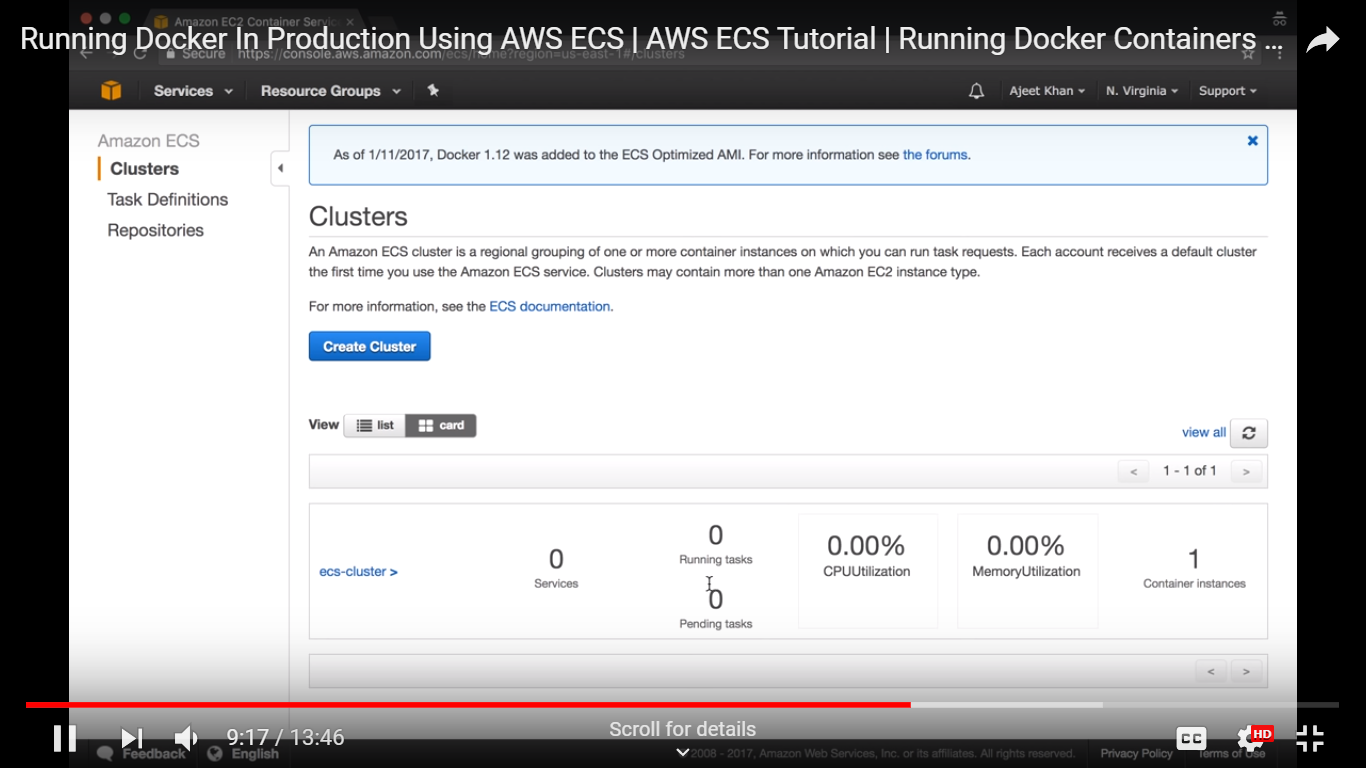 Amazon EC2 Container Servic ×
Running Docker In Production Using AWS ECS | AWS ECS Tutorial | Running Docker Containers ...
Secure https://console.aws.amazon.com/ecs/home?region=us-east-1#/clusters
Services Resource Groups Ajeet Khan N. Virginia Support
Amazon ECS
Clusters
Task Definitions
Repositories
As of 1/11/2017, Docker 1.12 was added to the ECS Optimized AMI. For more information see the forums.
Clusters
An Amazon ECS cluster is a regional grouping of one or more container instances on which you can run task requests. Each account receives a default cluster
the first time you use the Amazon ECS service. Clusters may contain more than one Amazon EC2 instance type.
For more information, see the ECS documentation.
Create Cluster
View list card
view all
< 1 - 1 of 1 >
ecs-cluster >
0
Services
0
Running tasks
0
Pending tasks
0.00%
CPUUtilization
0.00%
MemoryUtilization
1
Container instances
< >
9:17 / 13:46
Scroll for details
CC
HD
Feedback English
2008 - 2017, Amazon Web Services, Inc. or its affiliates. All rights reserved. Privacy Policy Terms of Use